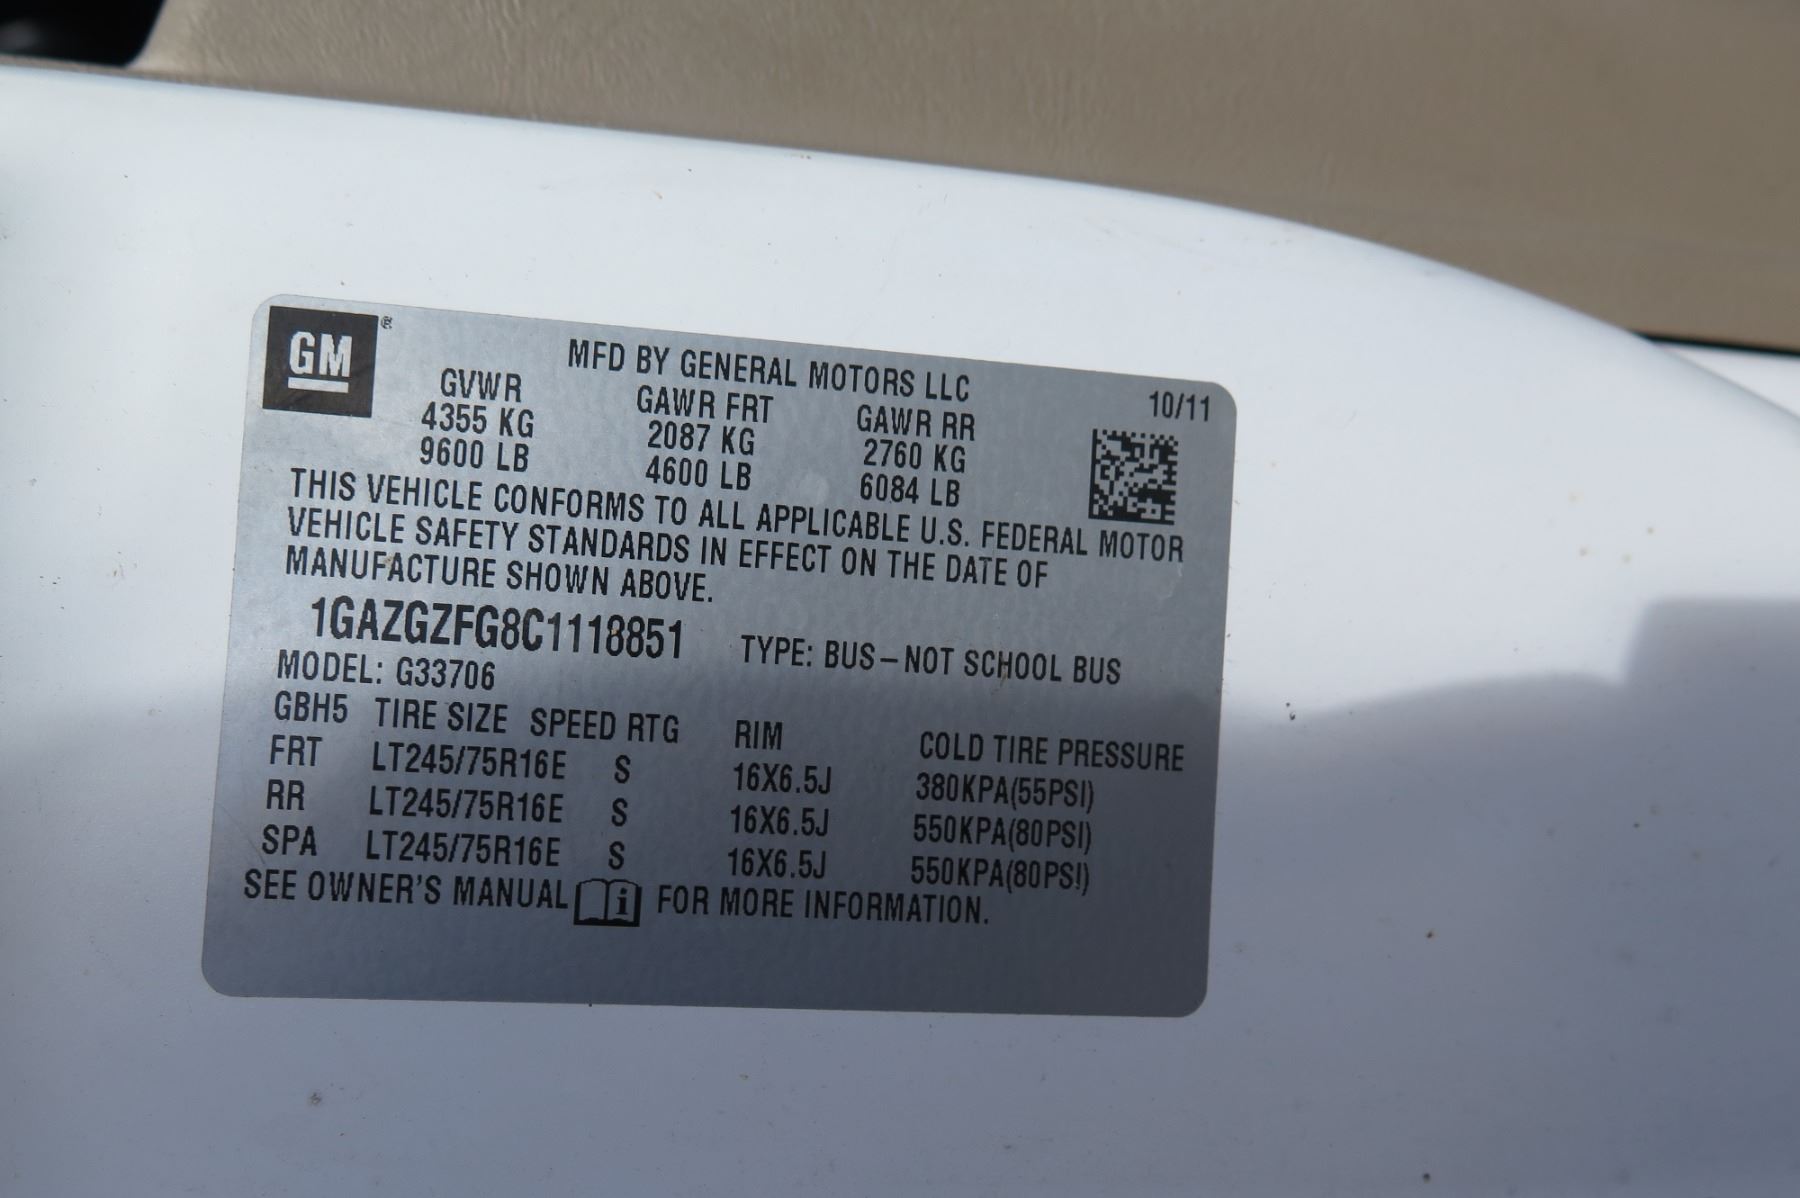 GM ®
MFD BY GENERAL MOTORS LLC 10/11
GVWR GAWR FRT GAWR RR
4355 KG 2087 KG 2760 KG
9600 LB 4600 LB 6084 LB
THIS VEHICLE CONFORMS TO ALL APPLICABLE U.S. FEDERAL MOTOR
VEHICLE SAFETY STANDARDS IN EFFECT ON THE DATE OF
MANUFACTURE SHOWN ABOVE.
1GAZGZFG8C1118851 TYPE: BUS – NOT SCHOOL BUS
MODEL: G33706
GBH5 TIRE SIZE SPEED RTG RIM COLD TIRE PRESSURE
FRT LT245/75R16E S 16X6.5J 380KPA(55PSI)
RR LT245/75R16E S 16X6.5J 550KPA(80PSI)
SPA LT245/75R16E S 16X6.5J 550KPA(80PSI)
SEE OWNER'S MANUAL i FOR MORE INFORMATION.